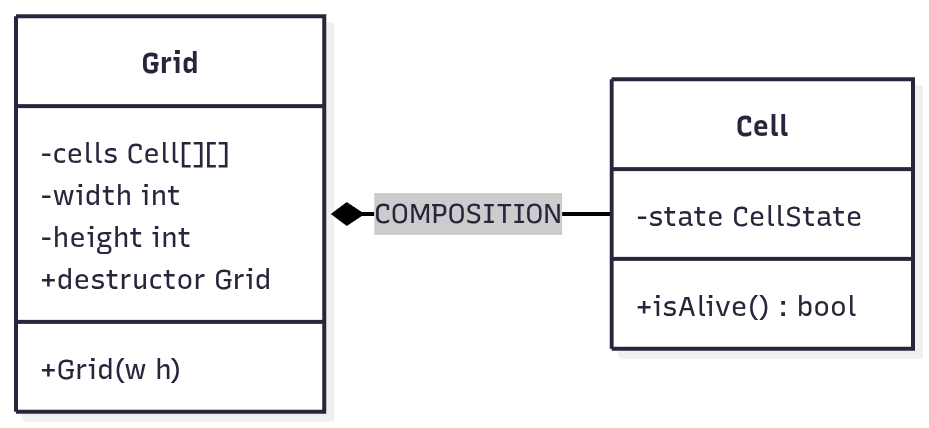 Grid
-cells Cell[][]
-width int
-height int
+destructor Grid
+Grid(w h)
COMPOSITION
Cell
-state CellState
+isAlive() : bool